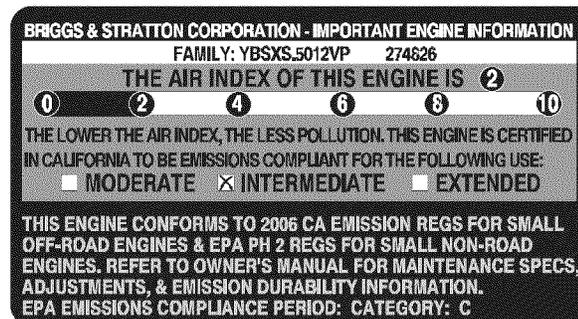 BRIGGS & STRATTON CORPORATION - IMPORTANT ENGINE INFORMATION
FAMILY: YBSXS.5012VP 274826
THE AIR INDEX OF THIS ENGINE IS 2
0 2 4 6 8 10
THE LOWER THE AIR INDEX, THE LESS POLLUTION. THIS ENGINE IS CERTIFIED
IN CALIFORNIA TO BE EMISSIONS COMPLIANT FOR THE FOLLOWING USE:
☐ MODERATE ☒ INTERMEDIATE ☐ EXTENDED
THIS ENGINE CONFORMS TO 2006 CA EMISSION REGS FOR SMALL
OFF-ROAD ENGINES & EPA PH 2 REGS FOR SMALL NON-ROAD
ENGINES. REFER TO OWNER'S MANUAL FOR MAINTENANCE SPECS,
ADJUSTMENTS, & EMISSION DURABILITY INFORMATION.
EPA EMISSIONS COMPLIANCE PERIOD: CATEGORY: C